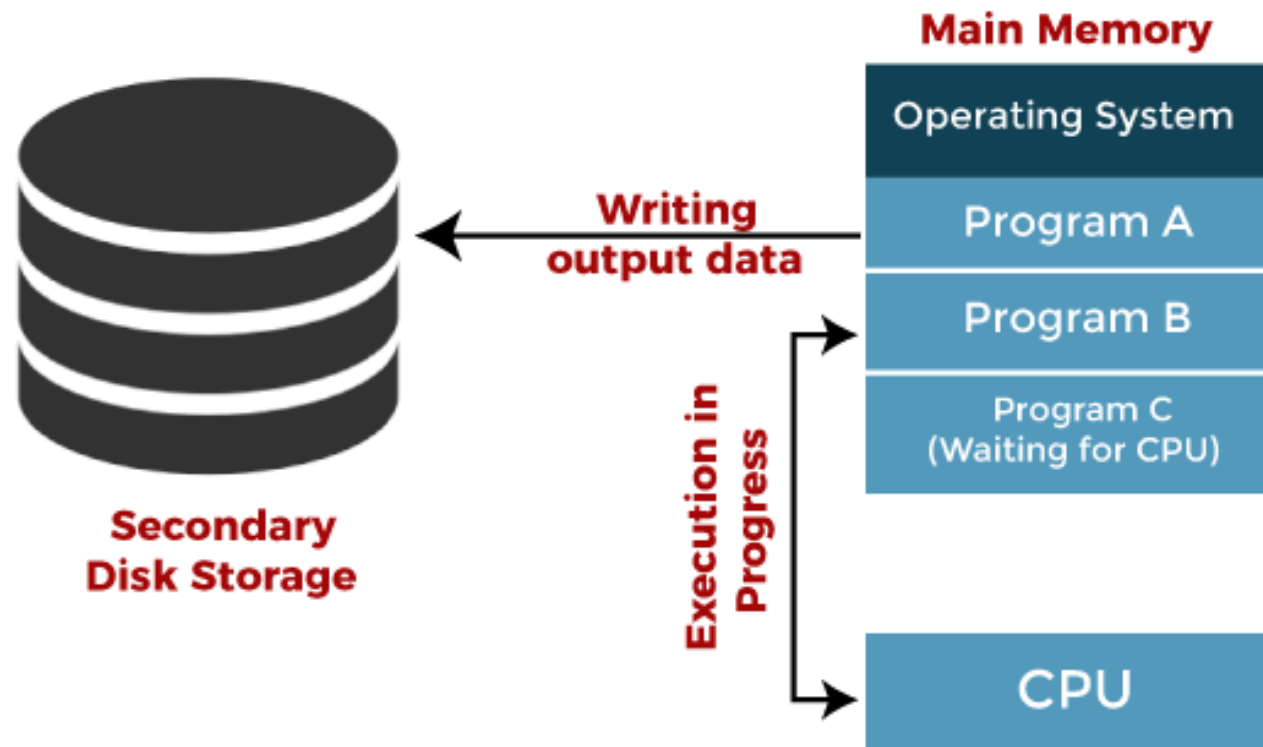 Main Memory
Operating System
Program A
Writing
output data
Program B
Program C
(Waiting for CPU)
Execution in
Progress
Secondary
Disk Storage
CPU